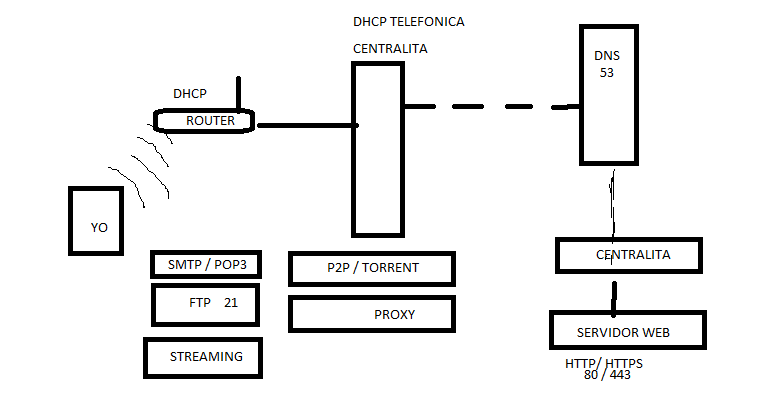 DHCP TELEFONICA
CENTRALITA
DNS
53
DHCP
ROUTER
YO
SMTP / POP3
FTP 21
STREAMING
P2P / TORRENT
PROXY
CENTRALITA
SERVIDOR WEB
HTTP/ HTTPS
80 / 443